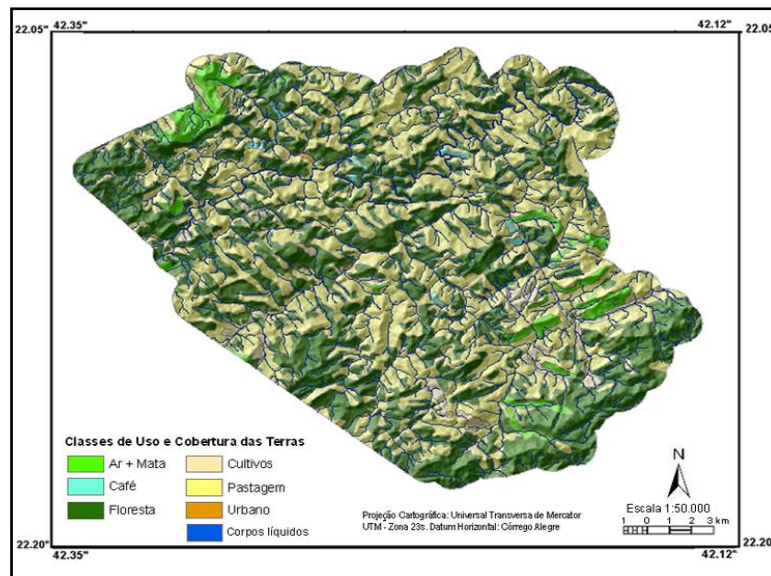 42.35" 42.12"
22.05" 22.05"
Classes de Uso e Cobertura das Terras
Ar + Mata Cultivos
Café Pastagem
Floresta Urbano
Corpos líquidos
Projeção Cartográfica: Universal Transversa de Mercator
UTM - Zona 23s. Datum Horizontal: Córrego Alegre
N
Escala 1:50.000
1 0 1 2 3 km
22.20" 22.20"
42.35" 42.12"